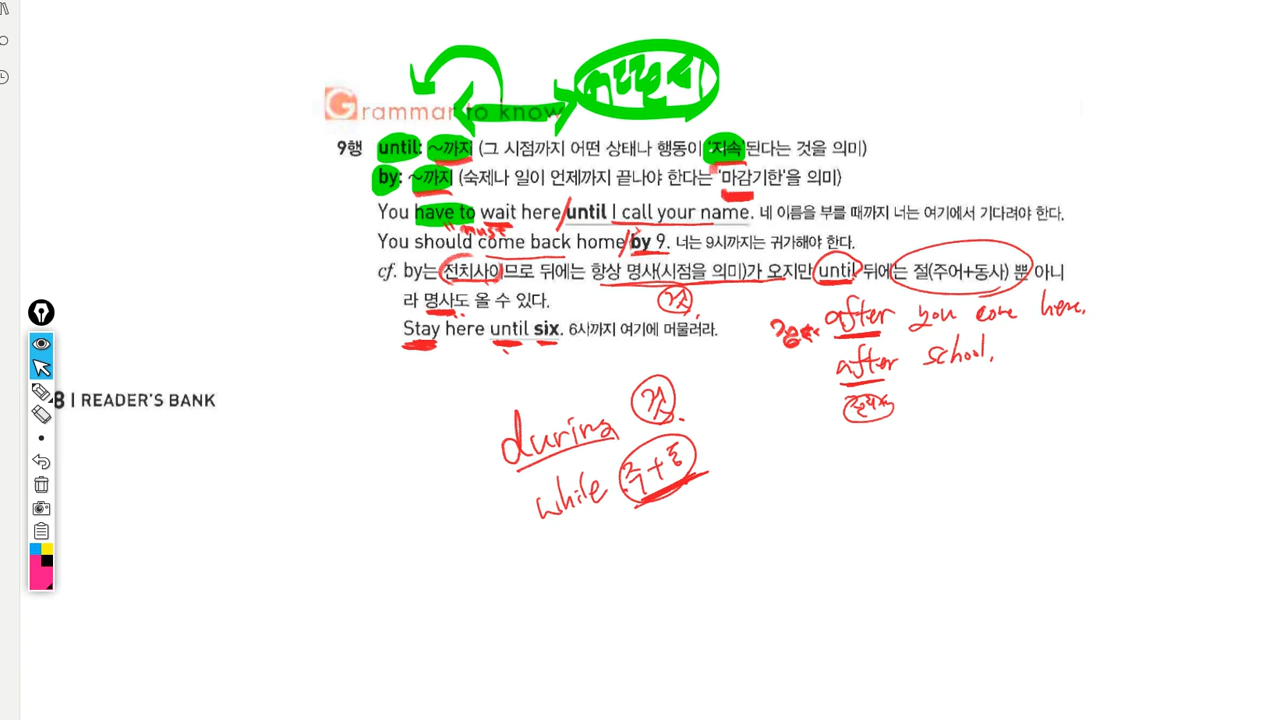 Grammar to know
9행 until: ~까지 (그 시점까지 어떤 상태나 행동이 '지속'된다는 것을 의미)
by: ~까지 (숙제나 일이 언제까지 끝나야 한다는 '마감기한'을 의미)
You have to wait here/until I call your name. 네 이름을 부를 때까지 너는 여기에서 기다려야 한다.
"must
You should come back home/by 9. 너는 9시까지는 귀가해야 한다.
cf. by는 전치사이므로 뒤에는 항상 명사(시점을 의미)가 오지만 until 뒤에는 절(주어+동사) 뿐 아니
라 명사도 올 수 있다.
것.
after you come here.
Stay here until six. 6시까지 여기에 머물러라.
after school.
8 | READER'S BANK
during 것.
while 주+동